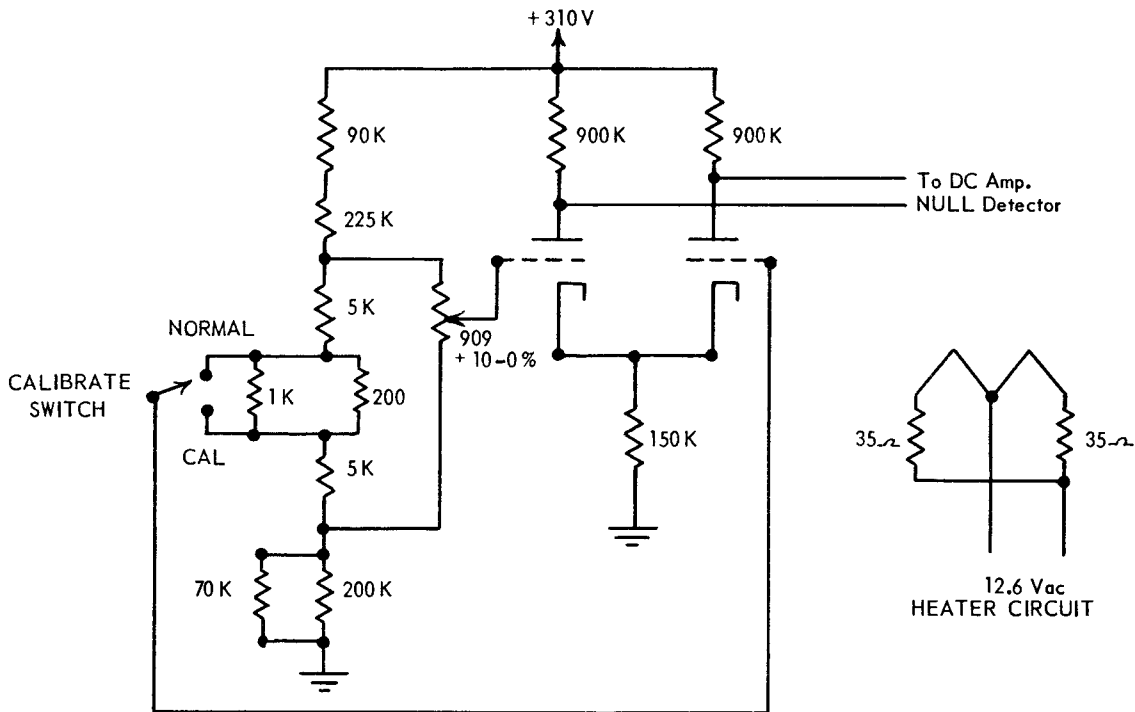 +310V
90K
900K
900K
To DC Amp.
NULL Detector
225K
5K
NORMAL
909
+ 10-0%
CALIBRATE
SWITCH
1K
200
CAL
150K
35Ω
35Ω
5K
70K
200K
12.6 Vac
HEATER CIRCUIT